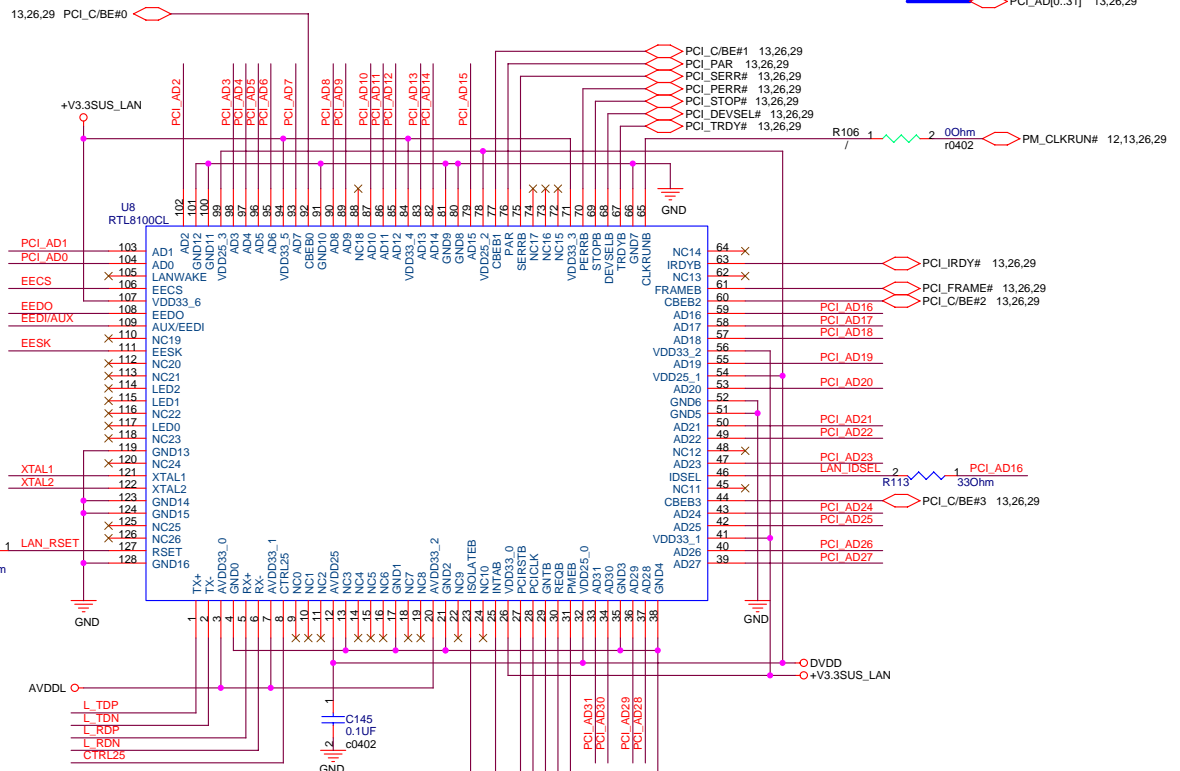 PCI_AD[0..31] 13,26,29
13,26,29 PCI_C/BE#0
PCI_C/BE#1 13,26,29
PCI_PAR 13,26,29
PCI_SERR# 13,26,29
PCI_PERR# 13,26,29
PCI_STOP# 13,26,29
PCI_DEVSEL# 13,26,29
PCI_TRDY# 13,26,29
+V3.3SUS_LAN
PCI_AD2
PCI_AD3
PCI_AD4
PCI_AD5
PCI_AD6
PCI_AD7
PCI_AD8
PCI_AD9
PCI_AD10
PCI_AD11
PCI_AD12
PCI_AD13
PCI_AD14
PCI_AD15
R106 1 2 0Ohm
/ r0402
PM_CLKRUN# 12,13,26,29
GND
U8
RTL8100CL
102 AD2
101 GND12
100 GND11
99 VDD25_3
98 AD3
97 AD4
96 AD5
95 AD6
94 VDD33_5
93 AD7
92 CBEB0
91 GND10
90 AD8
89 AD9
88 NC18
87 AD10
86 AD11
85 AD12
84 VDD33_4
83 AD13
82 AD14
81 GND9
80 GND8
79 AD15
78 VDD25_2
77 CBEB1
76 PAR
75 SERRB
74 NC17
73 NC16
72 NC15
71 VDD33_3
70 PERRB
69 STOPB
68 DEVSELB
67 TRDYB
66 GND7
65 CLKRUNB
PCI_AD1 103 AD1
PCI_AD0 104 AD0
105 LANWAKE
EECS 106 EECS
107 VDD33_6
EEDO 108 EEDO
EEDI/AUX 109 AUX/EEDI
110 NC19
EESK 111 EESK
112 NC20
113 NC21
114 LED2
115 LED1
116 NC22
117 LED0
118 NC23
119 GND13
120 NC24
XTAL1 121 XTAL1
XTAL2 122 XTAL2
123 GND14
124 GND15
125 NC25
126 NC26
1 LAN_RSET 127 RSET
128 GND16
m
GND
NC14 64
IRDYB 63 PCI_IRDY# 13,26,29
NC13 62
FRAMEB 61 PCI_FRAME# 13,26,29
CBEB2 60 PCI_C/BE#2 13,26,29
AD16 59 PCI_AD16
AD17 58 PCI_AD17
AD18 57 PCI_AD18
VDD33_2 56
AD19 55 PCI_AD19
VDD25_1 54
AD20 53 PCI_AD20
GND6 52
GND5 51
AD21 50 PCI_AD21
AD22 49 PCI_AD22
NC12 48
AD23 47 PCI_AD23
IDSEL 46 LAN_IDSEL 2 1 PCI_AD16
R113 33Ohm
NC11 45
CBEB3 44 PCI_C/BE#3 13,26,29
AD24 43 PCI_AD24
AD25 42 PCI_AD25
VDD33_1 41
AD26 40 PCI_AD26
AD27 39 PCI_AD27
GND
TX+ 1
TX- 2
AVDD33_0 3
GND0 4
RX+ 5
RX- 6
AVDD33_1 7
CTRL25 8
NC0 9
NC1 10
NC2 11
AVDD25 12
NC3 13
NC4 14
NC5 15
NC6 16
GND1 17
NC7 18
NC8 19
AVDD33_2 20
GND2 21
NC9 22
ISOLATEB 23
NC10 24
INTAB 25
VDD33_0 26
PCIRSTB 27
PCICLK 28
GNTB 29
REQB 30
PMEB 31
VDD25_0 32
AD31 33
AD30 34
GND3 35
AD29 36
AD28 37
GND4 38
DVDD
+V3.3SUS_LAN
AVDDL
L_TDP
L_TDN
L_RDP
L_RDN
CTRL25
1
C145
0.1UF
2 c0402
GND
PCI_AD31
PCI_AD30
PCI_AD29
PCI_AD28